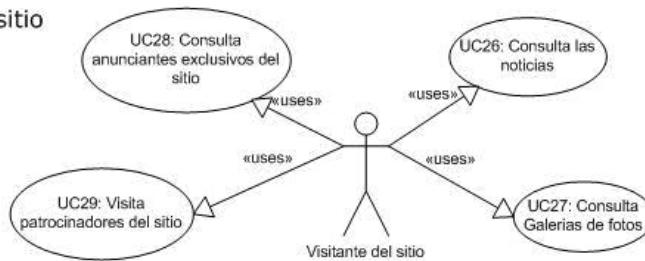 sitio
UC28: Consulta
anunciantes exclusivos del
sitio
UC26: Consulta las
noticias
«uses»
«uses»
«uses»
«uses»
UC29: Visita
patrocinadores del sitio
UC27: Consulta
Galerias de fotos
Visitante del sitio